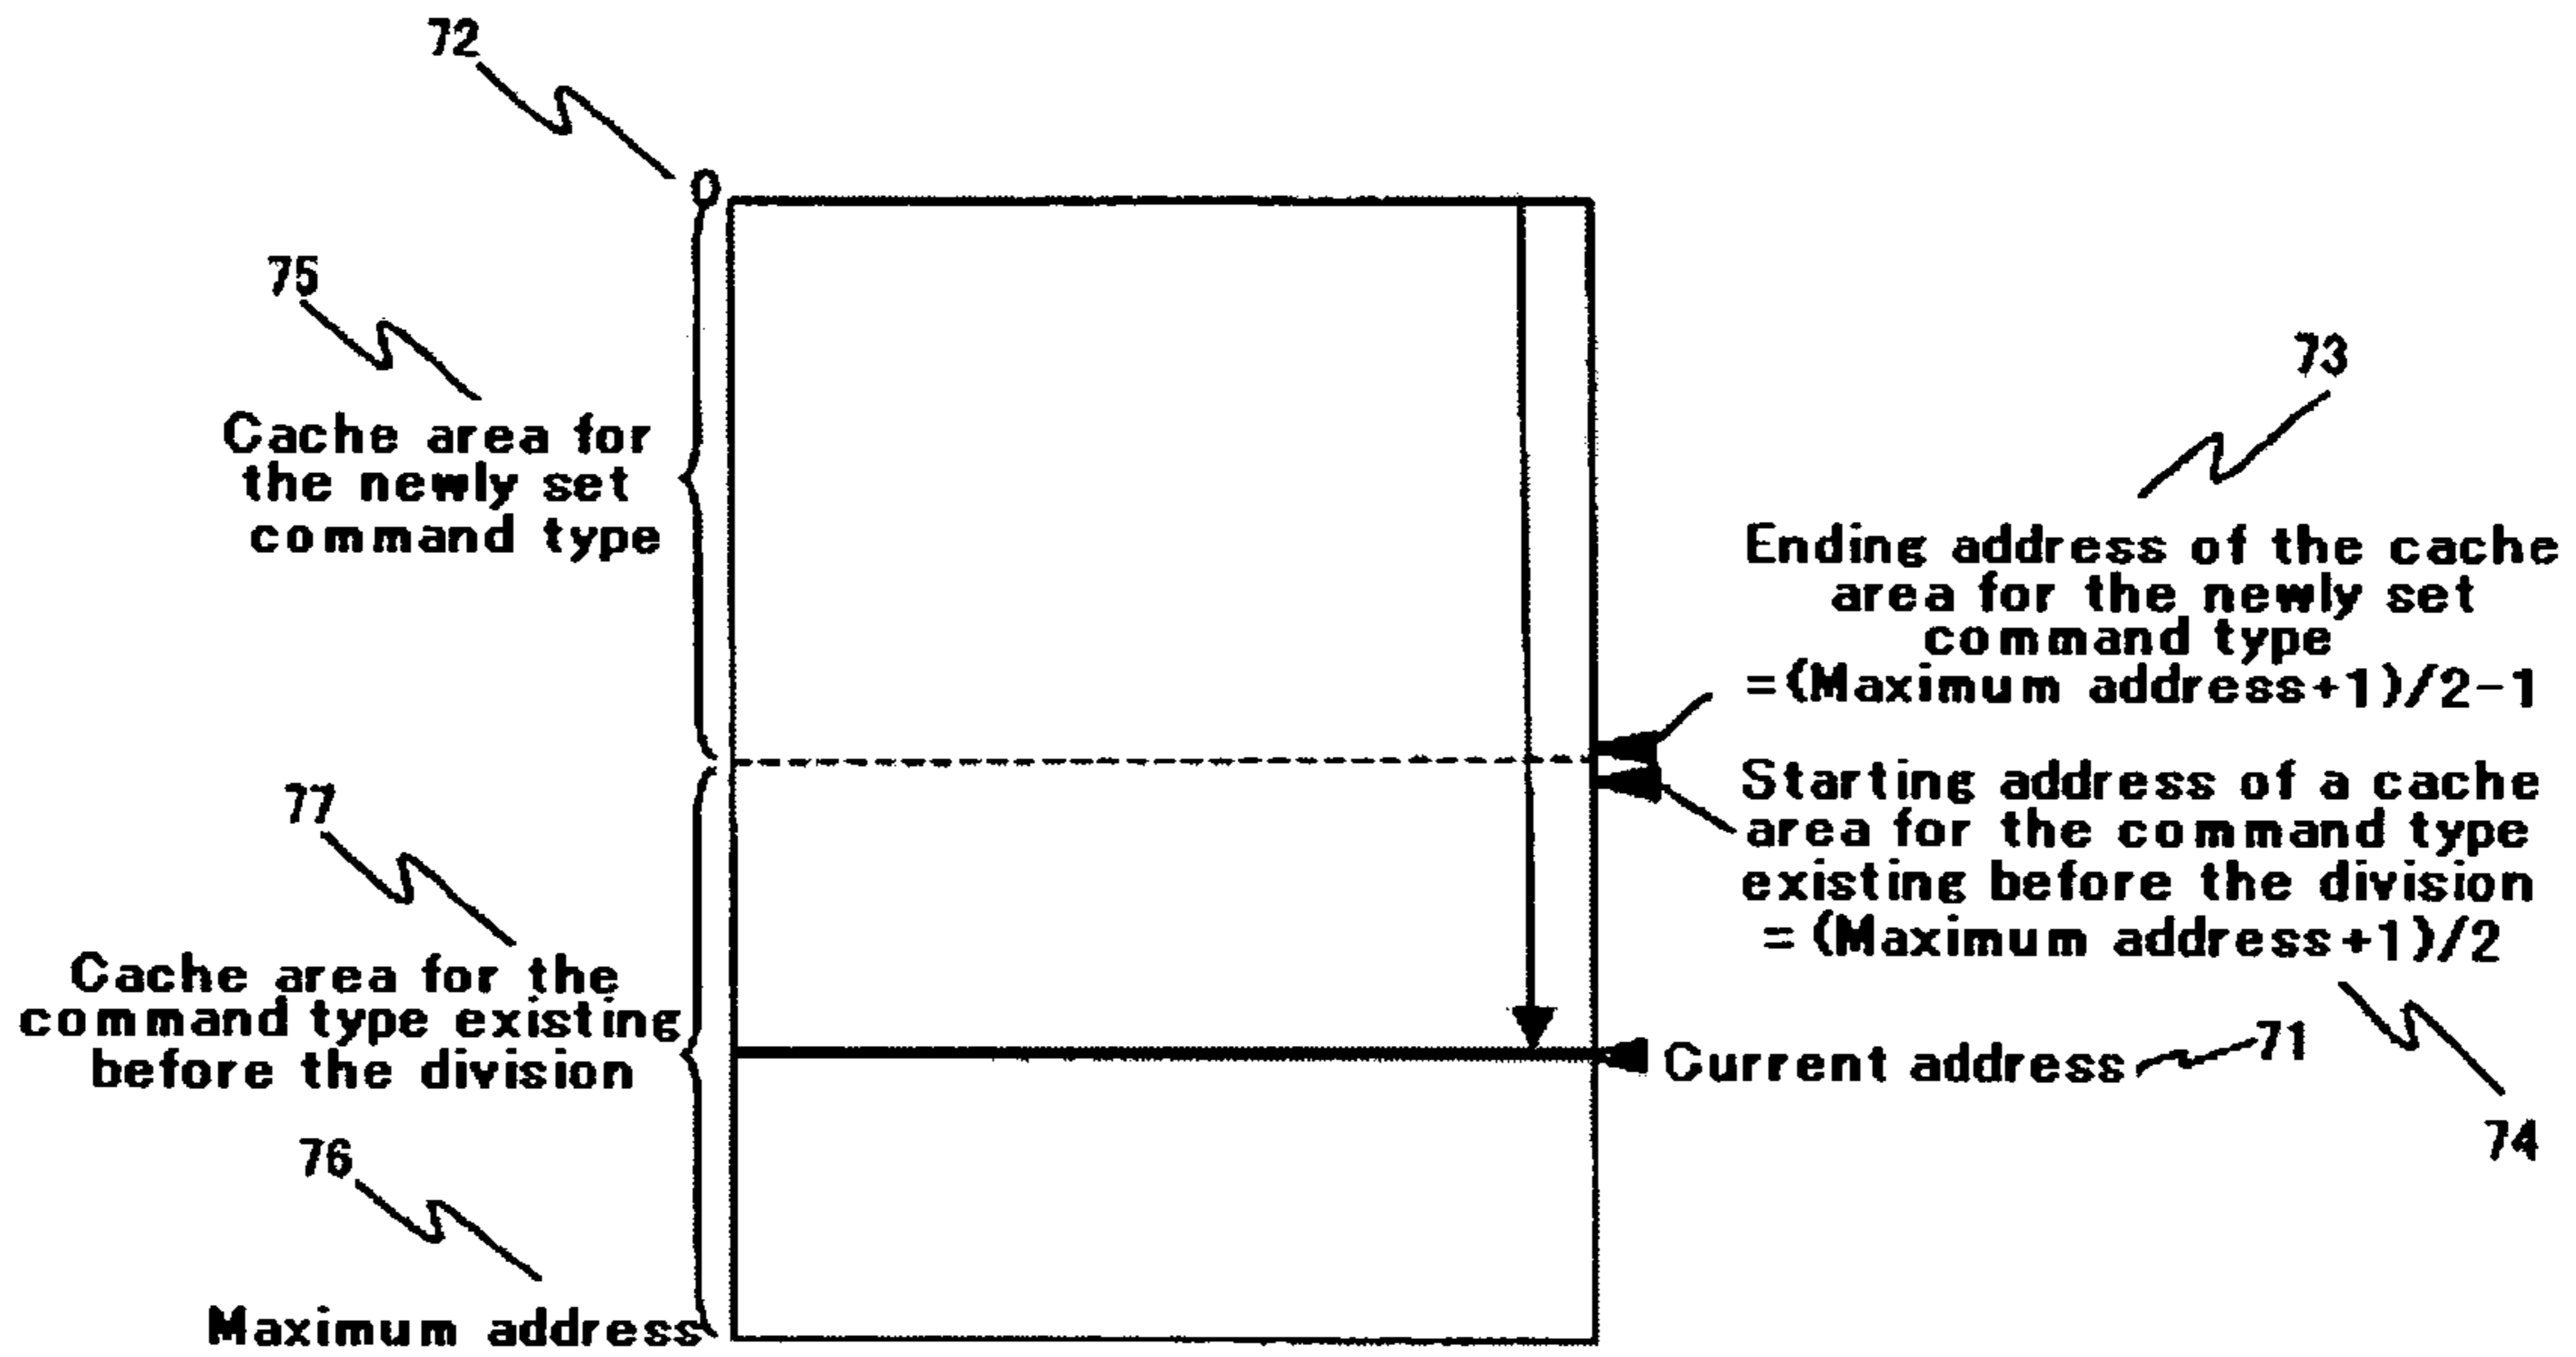 72
0
75
Cache area for
the newly set
command type
73
Ending address of the cache
area for the newly set
command type
=(Maximum address+1)/2-1
Starting address of a cache
area for the command type
existing before the division
=(Maximum address+1)/2
77
Cache area for the
command type existing
before the division
Current address
71
74
76
Maximum address